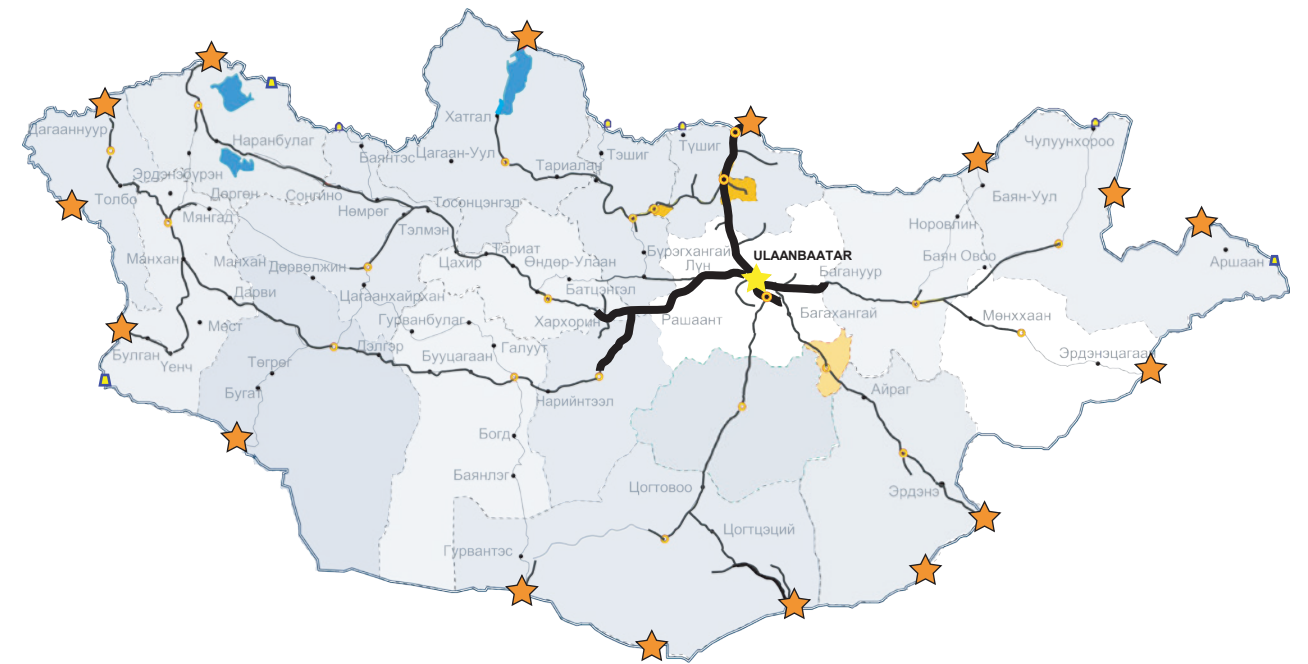 Хатгал
Чулуунхороо
Дагааннуур
Наранбулаг
Баянтэс
Цагаан-Уул
Тариалан
Тэшиг
Түшиг
Эрдэнэбүрэн
Баян-Уул
Толбо
Дөргөн
Мянгад
Сонгино
Нөмрөг
Тосонцэнгэл
Тэлмэн
Норовлин
Манхан
Манхан
Дөрвөлжин
Тариат
Цахир
Өндөр-Улаан
Бүрэгхангай
Лүн
ULAANBAATAR
Багануур
Баян Овоо
Аршаан
Дарви
Цагаанхайрхан
Батцэнгэл
Мөст
Гурванбулаг
Хархорин
Рашаант
Багахангай
Мөнххаан
Булган
Үенч
Дэлгэр
Бууцагаан
Галуут
Эрдэнэцагаан
Төгрөг
Бугат
Нарийнтээл
Айраг
Богд
Баянлэг
Цогтовоо
Эрдэнэ
Гурвантэс
Цогтцэций